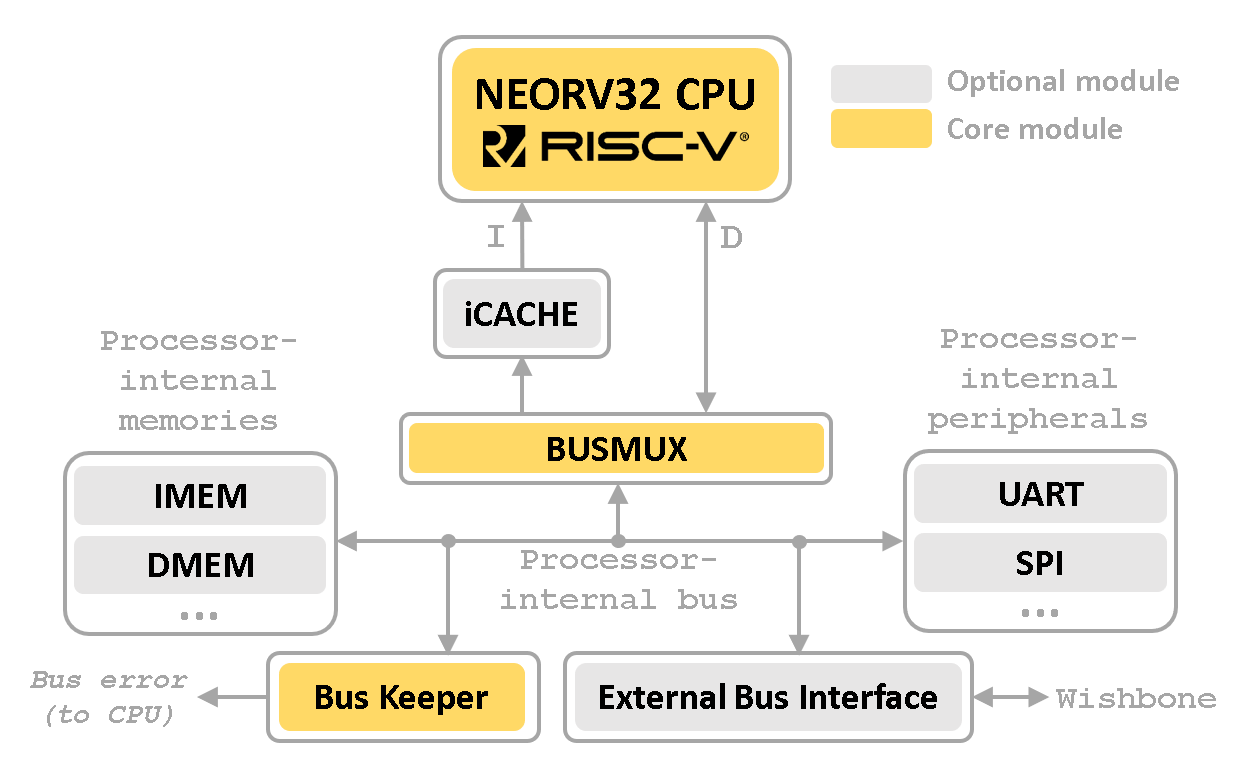 NEORV32 CPU
RISC-V®
Optional module
Core module
I
D
iCACHE
Processor-
internal
memories
Processor-
internal
peripherals
BUSMUX
IMEM
DMEM
...
UART
SPI
...
Processor-
internal bus
Bus error
(to CPU)
Bus Keeper
External Bus Interface
Wishbone